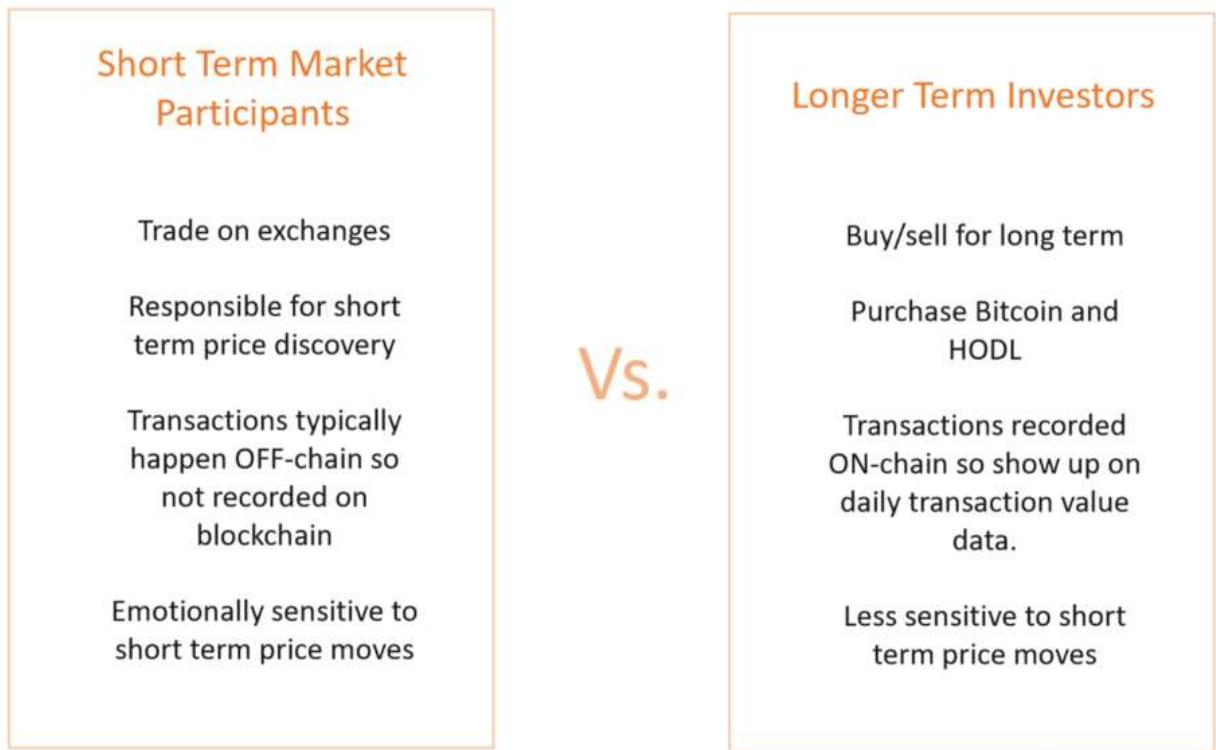 Short Term Market
Participants
Trade on exchanges
Responsible for short
term price discovery
Transactions typically
happen OFF-chain so
not recorded on
blockchain
Emotionally sensitive to
short term price moves
Vs.
Longer Term Investors
Buy/sell for long term
Purchase Bitcoin and
HODL
Transactions recorded
ON-chain so show up on
daily transaction value
data.
Less sensitive to short
term price moves